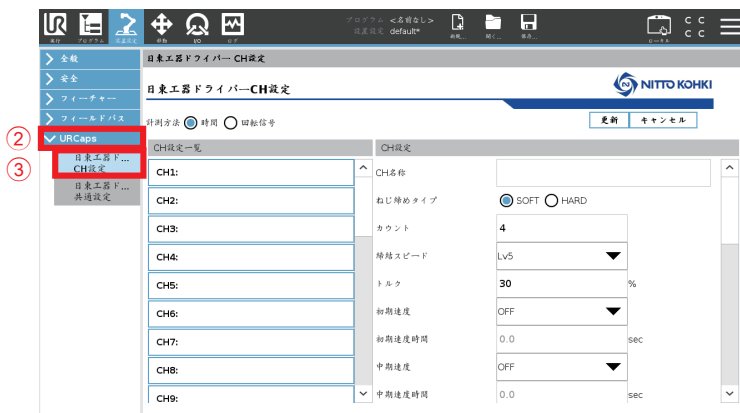 UR
実行 プログラム 設置設定 移動 I/O ログ
プログラム <名前なし>
設置設定 default*
新規... 開く... 保存...
ローカル
C C
C C
全般
安全
フィーチャー
フィールドバス
② URCaps
③ 日東工器ド...
CH設定
日東工器ド...
共通設定
日東工器ドライバー CH設定
日東工器ドライバーCH設定
NITTO KOHKI
計測方法 時間 回転信号
更新 キャンセル
CH設定一覧
CH1:
CH2:
CH3:
CH4:
CH5:
CH6:
CH7:
CH8:
CH9:
CH設定
CH名称
ねじ締めタイプ SOFT HARD
カウント 4
締結スピード Lv5
トルク 30 %
初期速度 OFF
初期速度時間 0.0 sec
中期速度 OFF
中期速度時間 0.0 sec